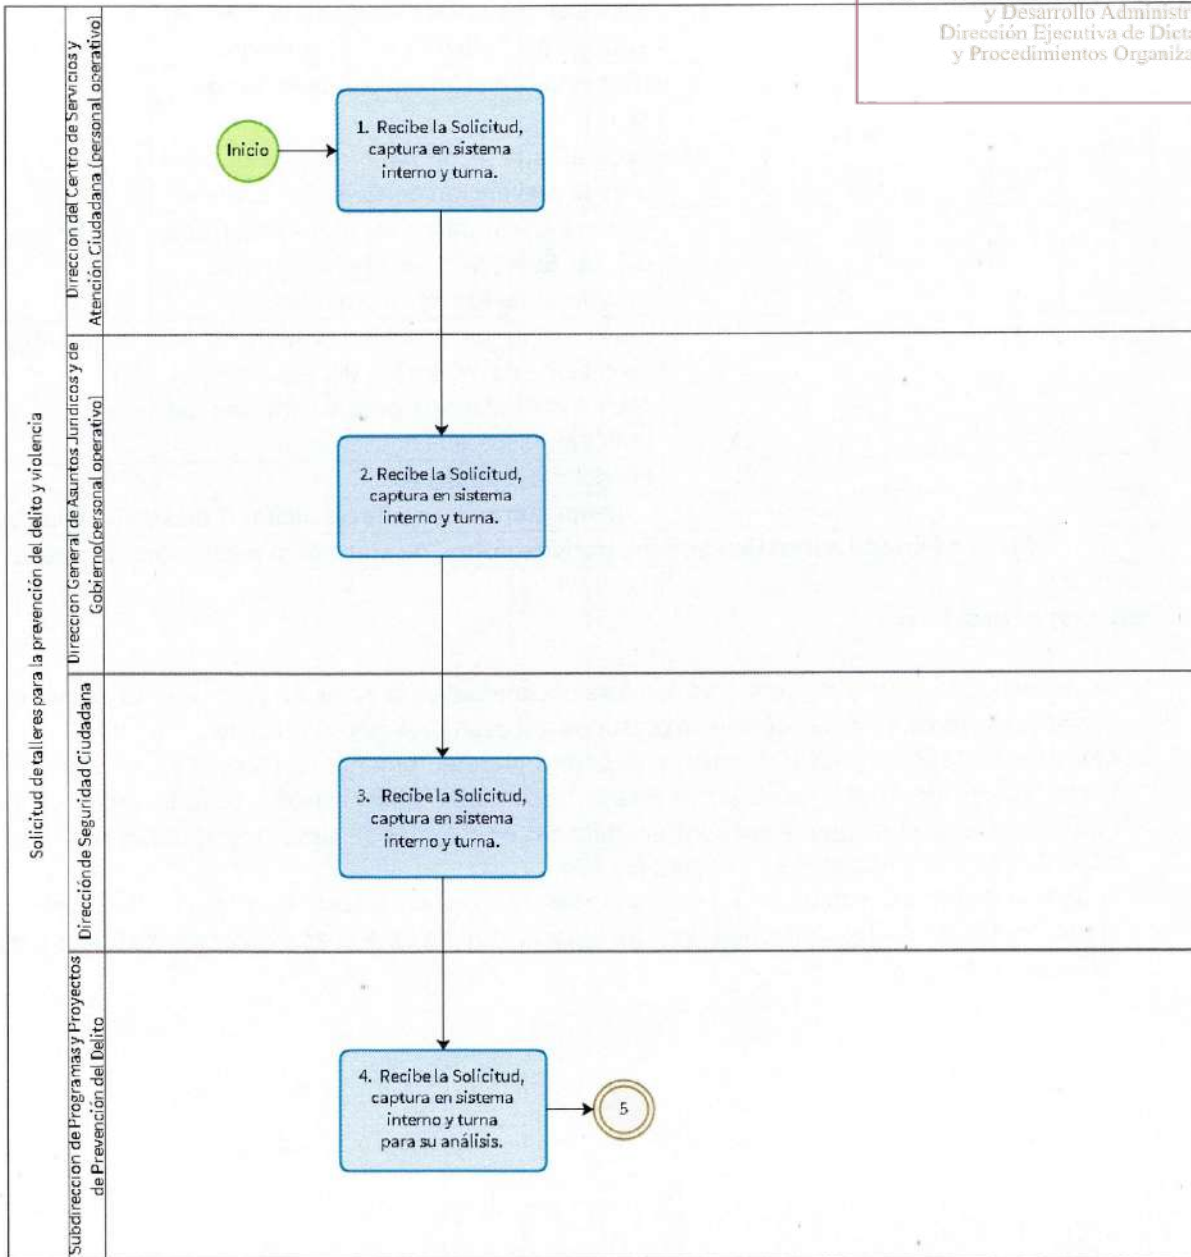 y Desarrollo Administr
Dirección Ejecutiva de Dicta
y Procedimientos Organiza
Solicitud de talleres para la prevención del delito y violencia
Direccion del Centro de Servicios y
Atención Ciudadana (personal operativo)
Inicio
1. Recibe la Solicitud,
captura en sistema
interno y turna.
Direccion General de Asuntos Juridicos y de
Gobierno(personal operativo)
2. Recibe la Solicitud,
captura en sistema
interno y turna.
Dirección de Seguridad Ciudadana
3. Recibe la Solicitud,
captura en sistema
interno y turna.
Subdireccion de Programas y Proyectos
de Prevención del Delito
4. Recibe la Solicitud,
captura en sistema
interno y turna
para su análisis.
5